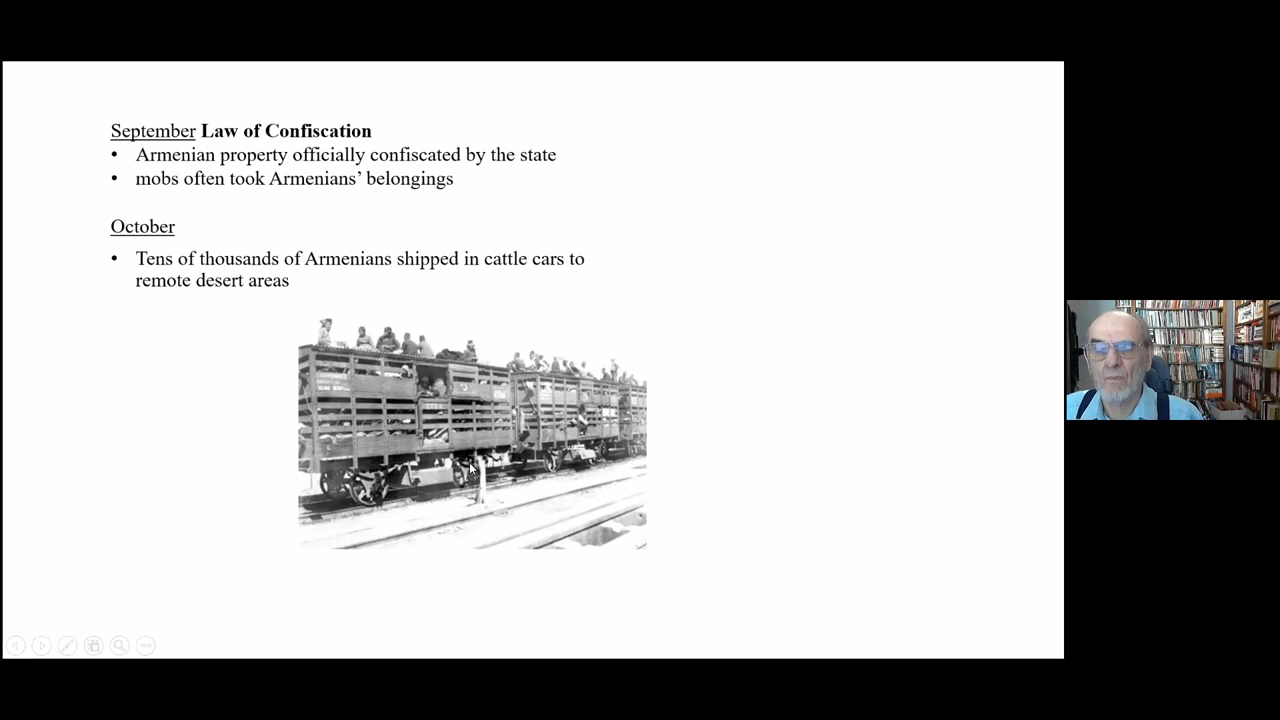 September Law of Confiscation
• Armenian property officially confiscated by the state
• mobs often took Armenians’ belongings
October
• Tens of thousands of Armenians shipped in cattle cars to
remote desert areas